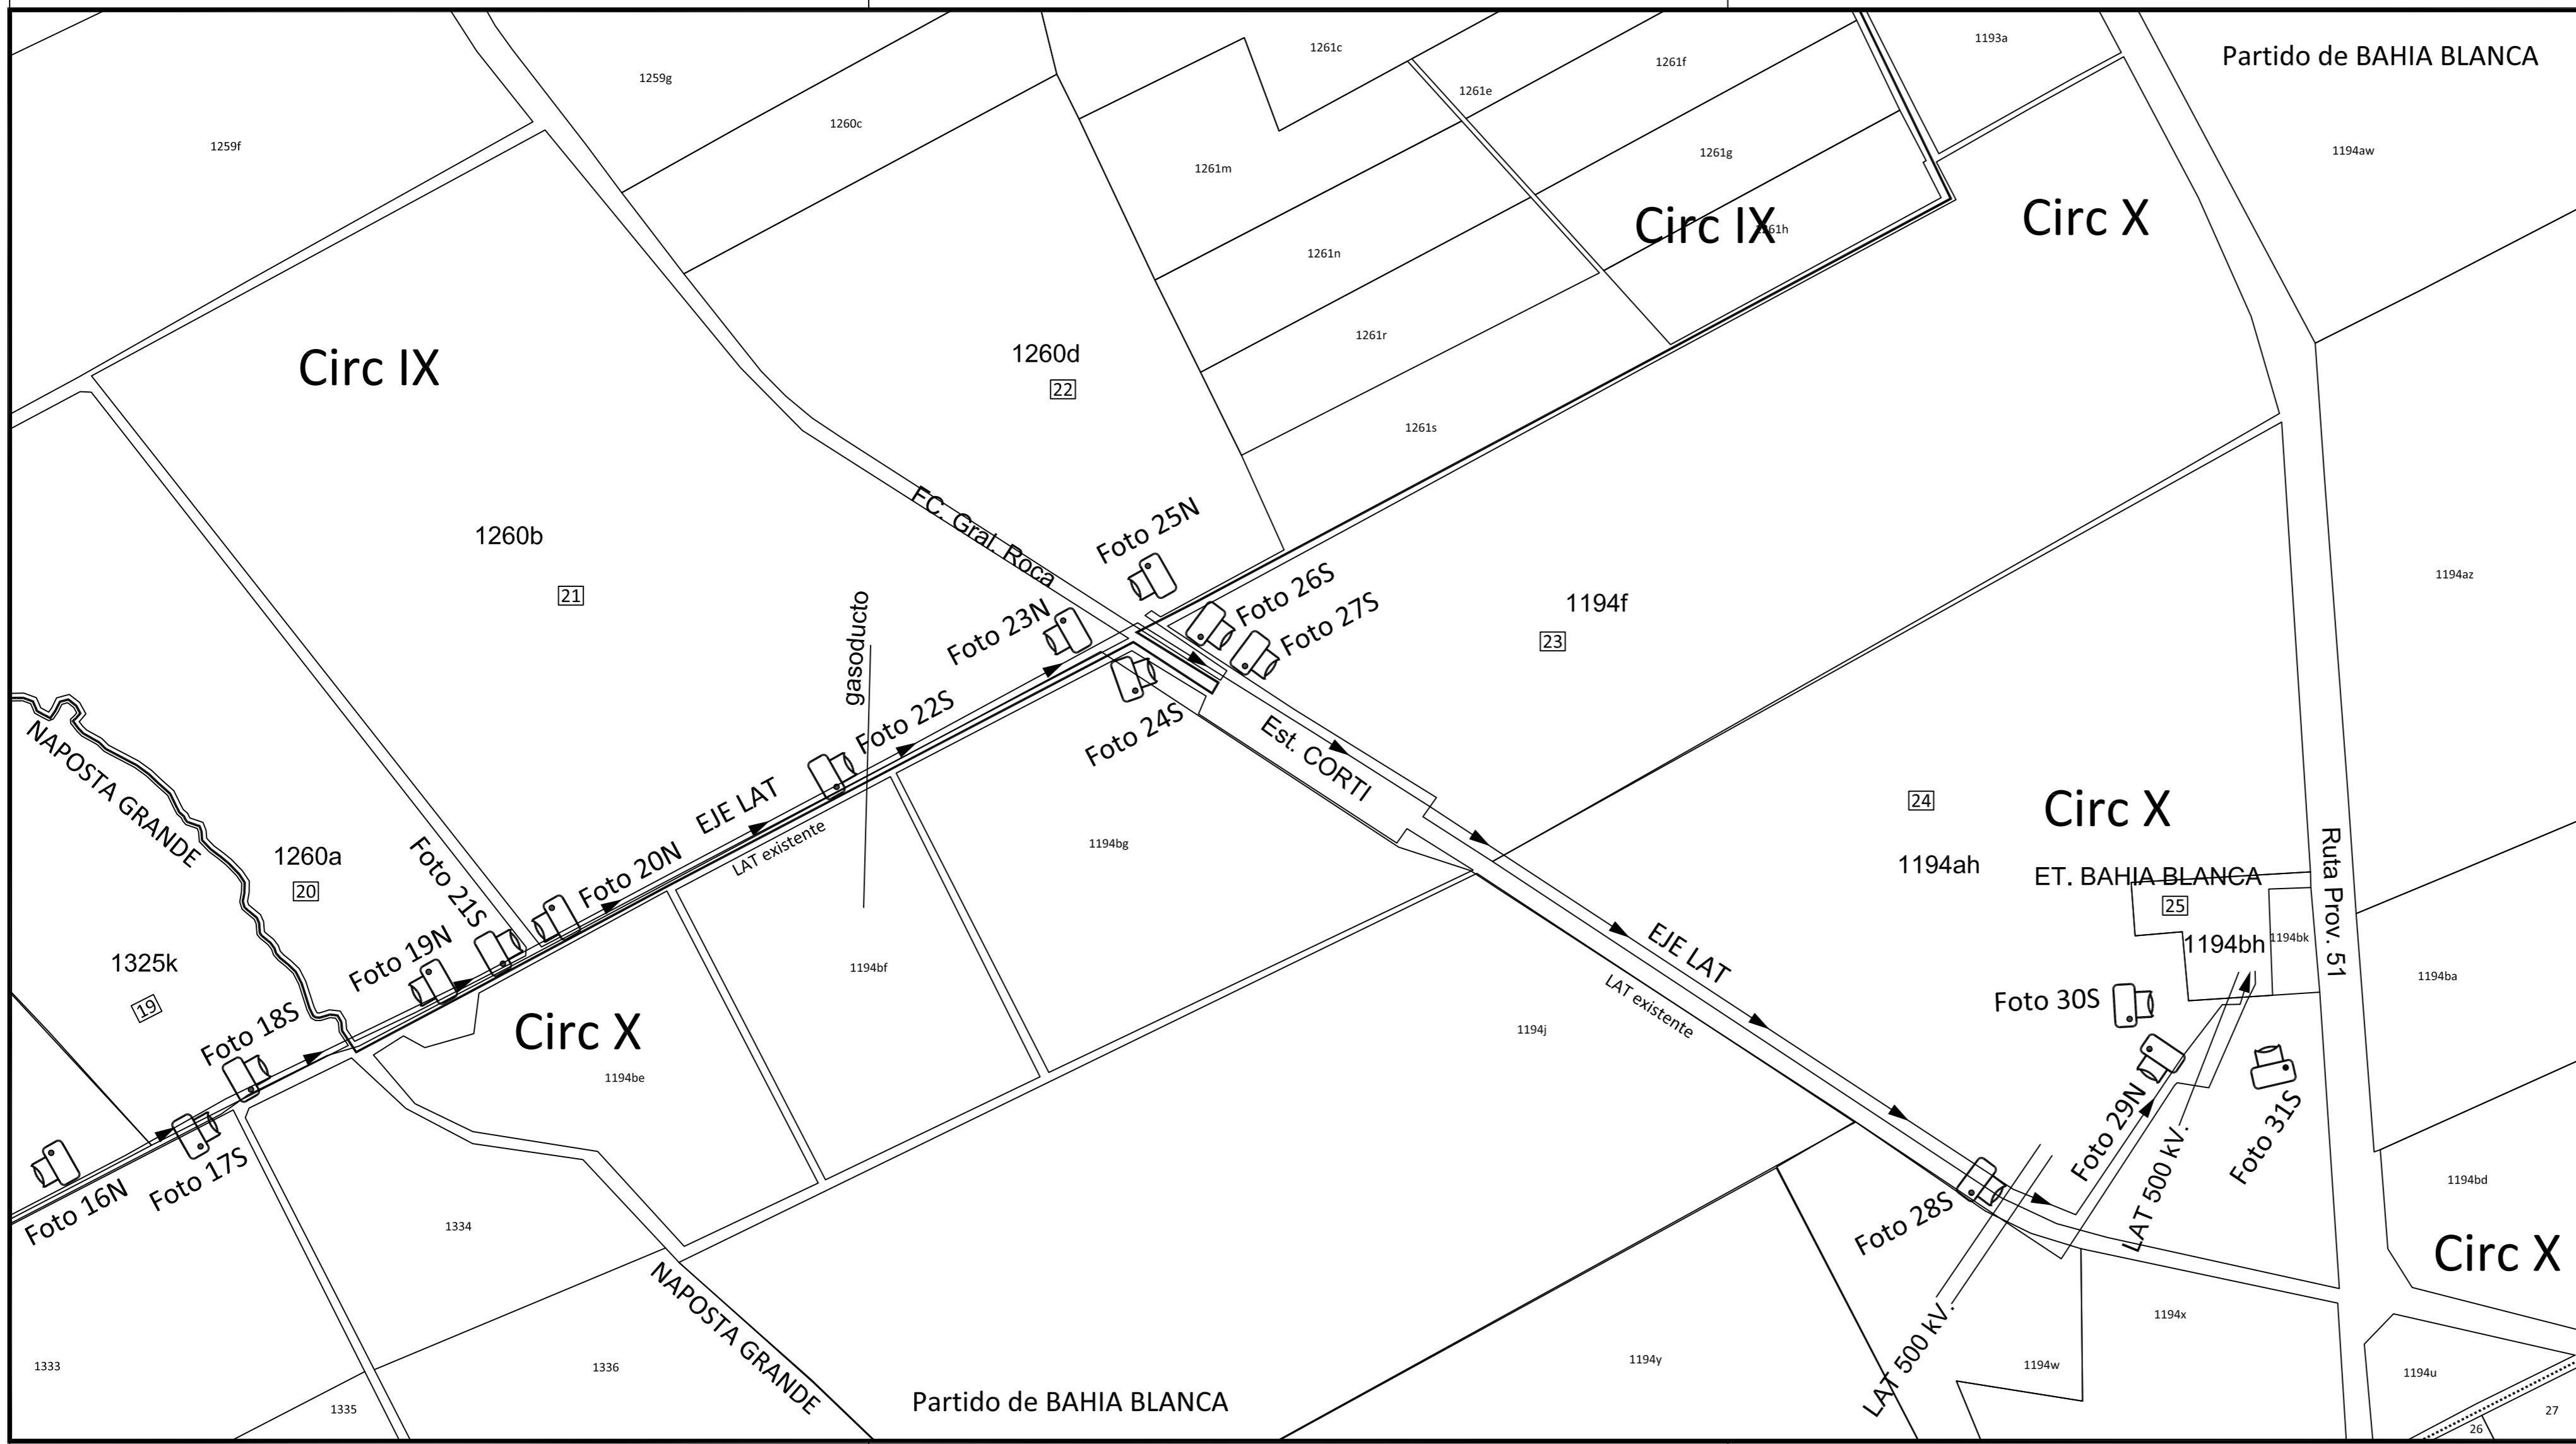 1193a
Partido de BAHIA BLANCA
1261c
1261f
1259g
1261e
1260c
1259f
1261g
1194aw
1261m
Circ IX
1261h
Circ X
1261n
1261r
1260d
22
Circ IX
1261s
FC. Gral. Roca
Foto 25N
1260b
21
1194az
gasoducto
Foto 23N
Foto 26S
Foto 27S
1194f
23
Foto 22S
Foto 24S
Est. CORTI
NAPOSTA GRANDE
EJE LAT
LAT existente
24
Circ X
1194bg
1260a
20
Foto 21S
Foto 20N
1194ah
ET. BAHIA BLANCA
25
Ruta Prov. 51
1194bh
1194bk
Foto 19N
1325k
19
1194bf
EJE LAT
LAT existente
1194ba
Foto 30S
Foto 18S
Circ X
1194j
1194be
Foto 29N
LAT 500 kV.
Foto 31S
Foto 17S
Foto 16N
Foto 28S
1194bd
1334
Circ X
NAPOSTA GRANDE
1194x
LAT 500 kV.
1333
1336
1194y
1194w
1194u
1335
Partido de BAHIA BLANCA
27
26